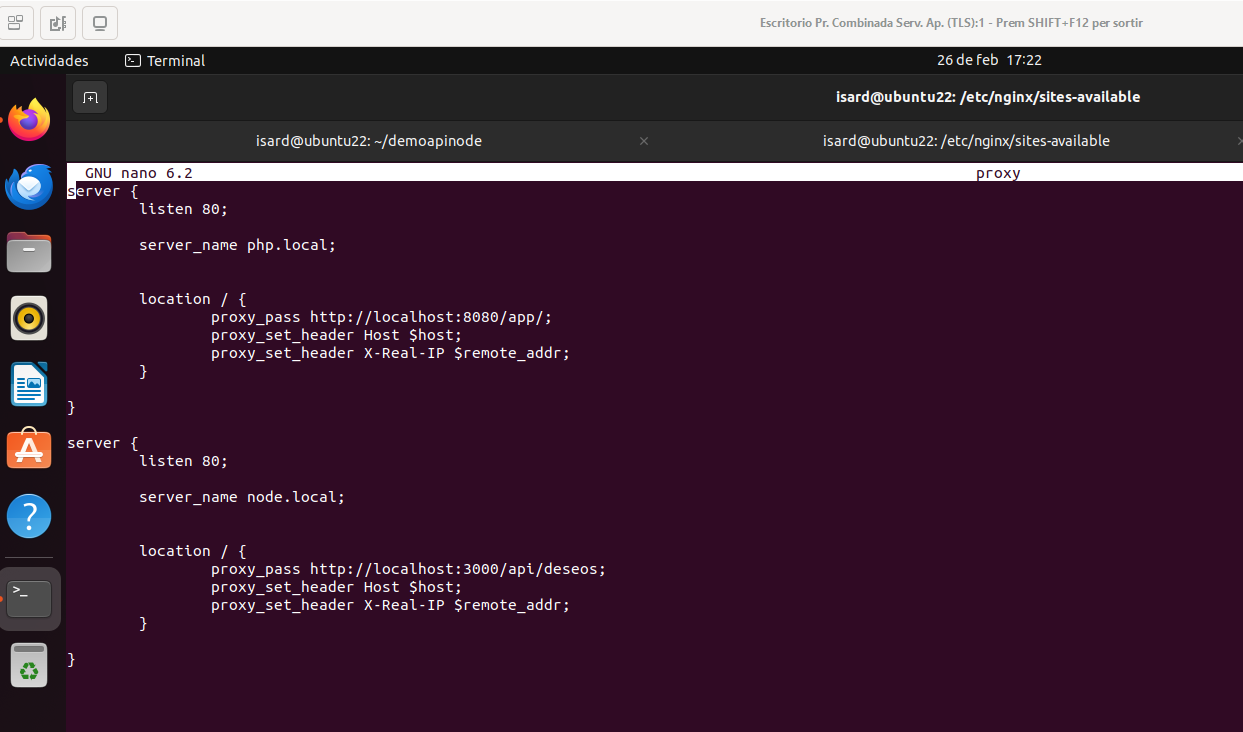 Escritorio Pr. Combinada Serv. Ap. (TLS):1 - Prem SHIFT+F12 per sortir
Actividades Terminal 26 de feb 17:22
isard@ubuntu22: /etc/nginx/sites-available
isard@ubuntu22: ~/demoapinode × isard@ubuntu22: /etc/nginx/sites-available ×
GNU nano 6.2 proxy
server {
listen 80;
server_name php.local;
location / {
proxy_pass http://localhost:8080/app/;
proxy_set_header Host $host;
proxy_set_header X-Real-IP $remote_addr;
}
}
server {
listen 80;
server_name node.local;
location / {
proxy_pass http://localhost:3000/api/deseos;
proxy_set_header Host $host;
proxy_set_header X-Real-IP $remote_addr;
}
}